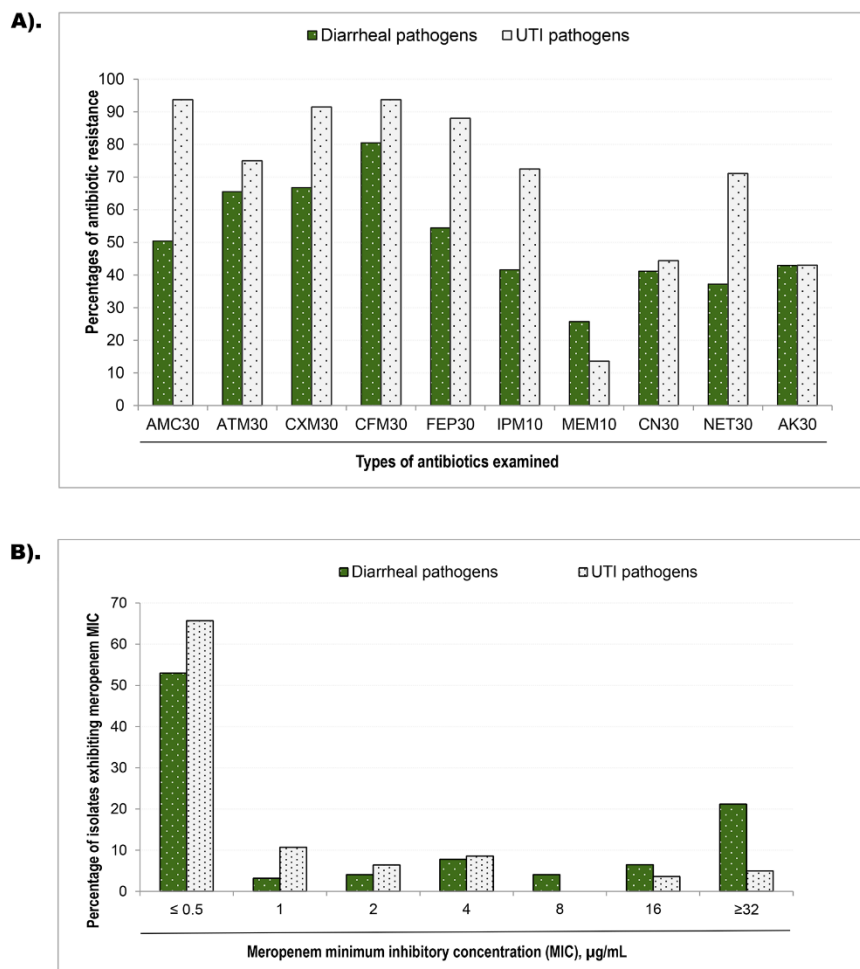 A).
Diarrheal pathogens UTI pathogens
Percentages of antibiotic resistance
100
90
80
70
60
50
40
30
20
10
0
AMC30 ATM30 CXM30 CFM30 FEP30 IPM10 MEM10 CN30 NET30 AK30
Types of antibiotics examined
B).
Diarrheal pathogens UTI pathogens
Percentage of isolates exhibiting meropenem MIC
70
60
50
40
30
20
10
0
≤ 0.5 1 2 4 8 16 ≥32
Meropenem minimum inhibitory concentration (MIC), µg/mL